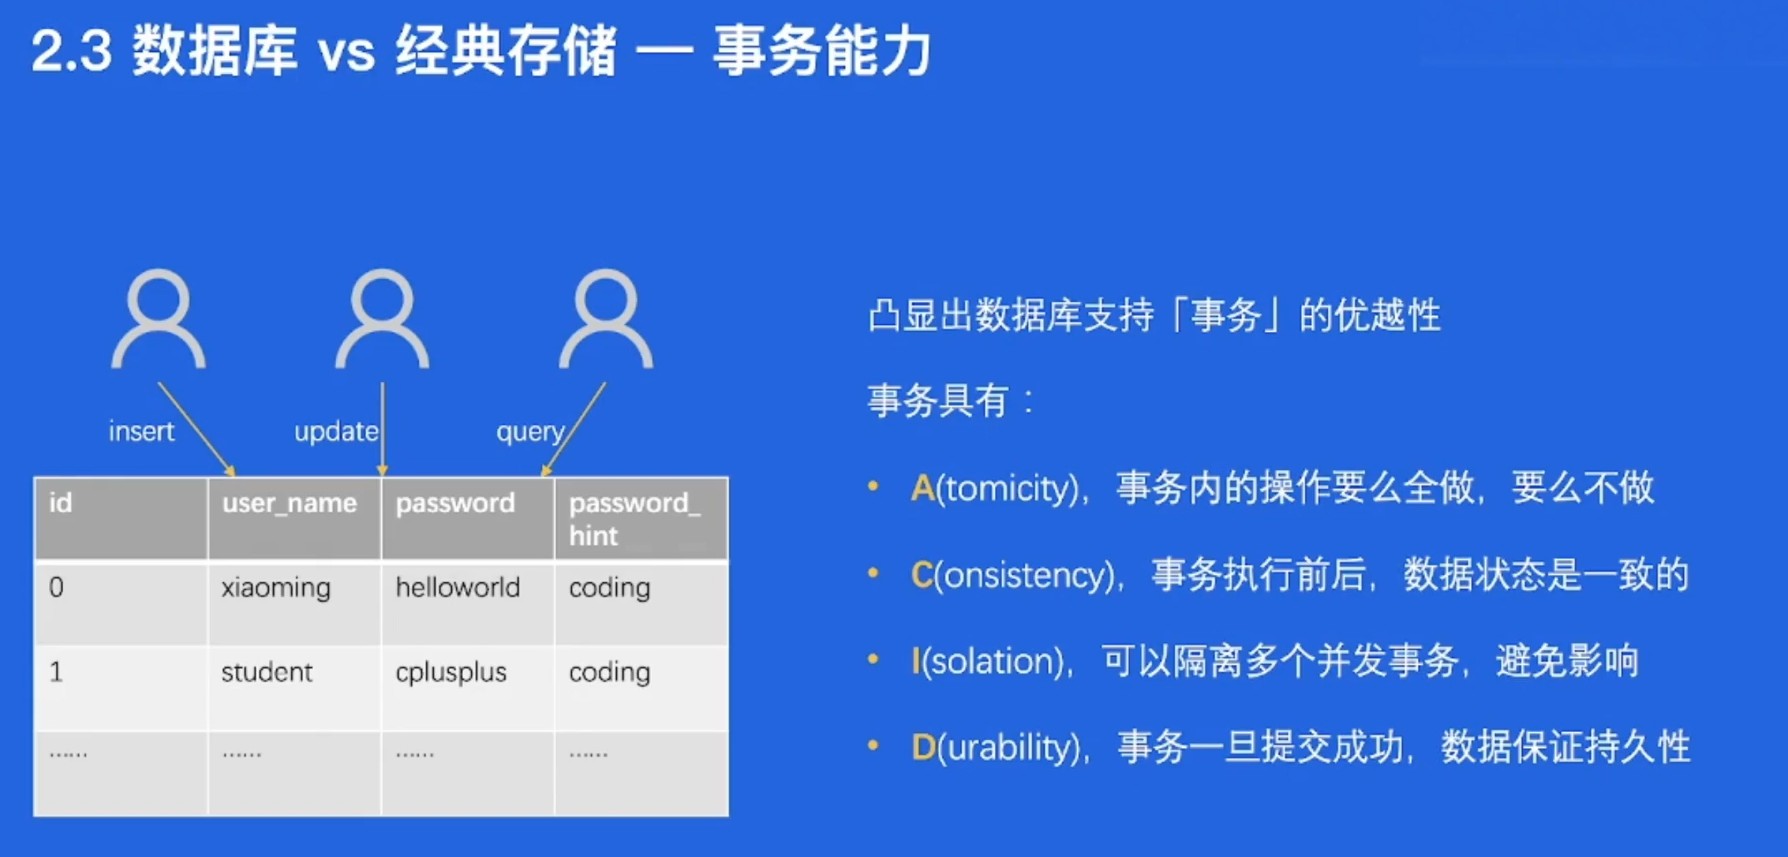 2.3 数据库 vs 经典存储 — 事务能力
insert
update
query
id user_name password password_
hint
0 xiaoming helloworld coding
1 student cplusplus coding
…… …… …… ……
凸显出数据库支持「事务」的优越性
事务具有：
• A(tomicity)，事务内的操作要么全做，要么不做
• C(onsistency)，事务执行前后，数据状态是一致的
• I(solation)，可以隔离多个并发事务，避免影响
• D(urability)，事务一旦提交成功，数据保证持久性